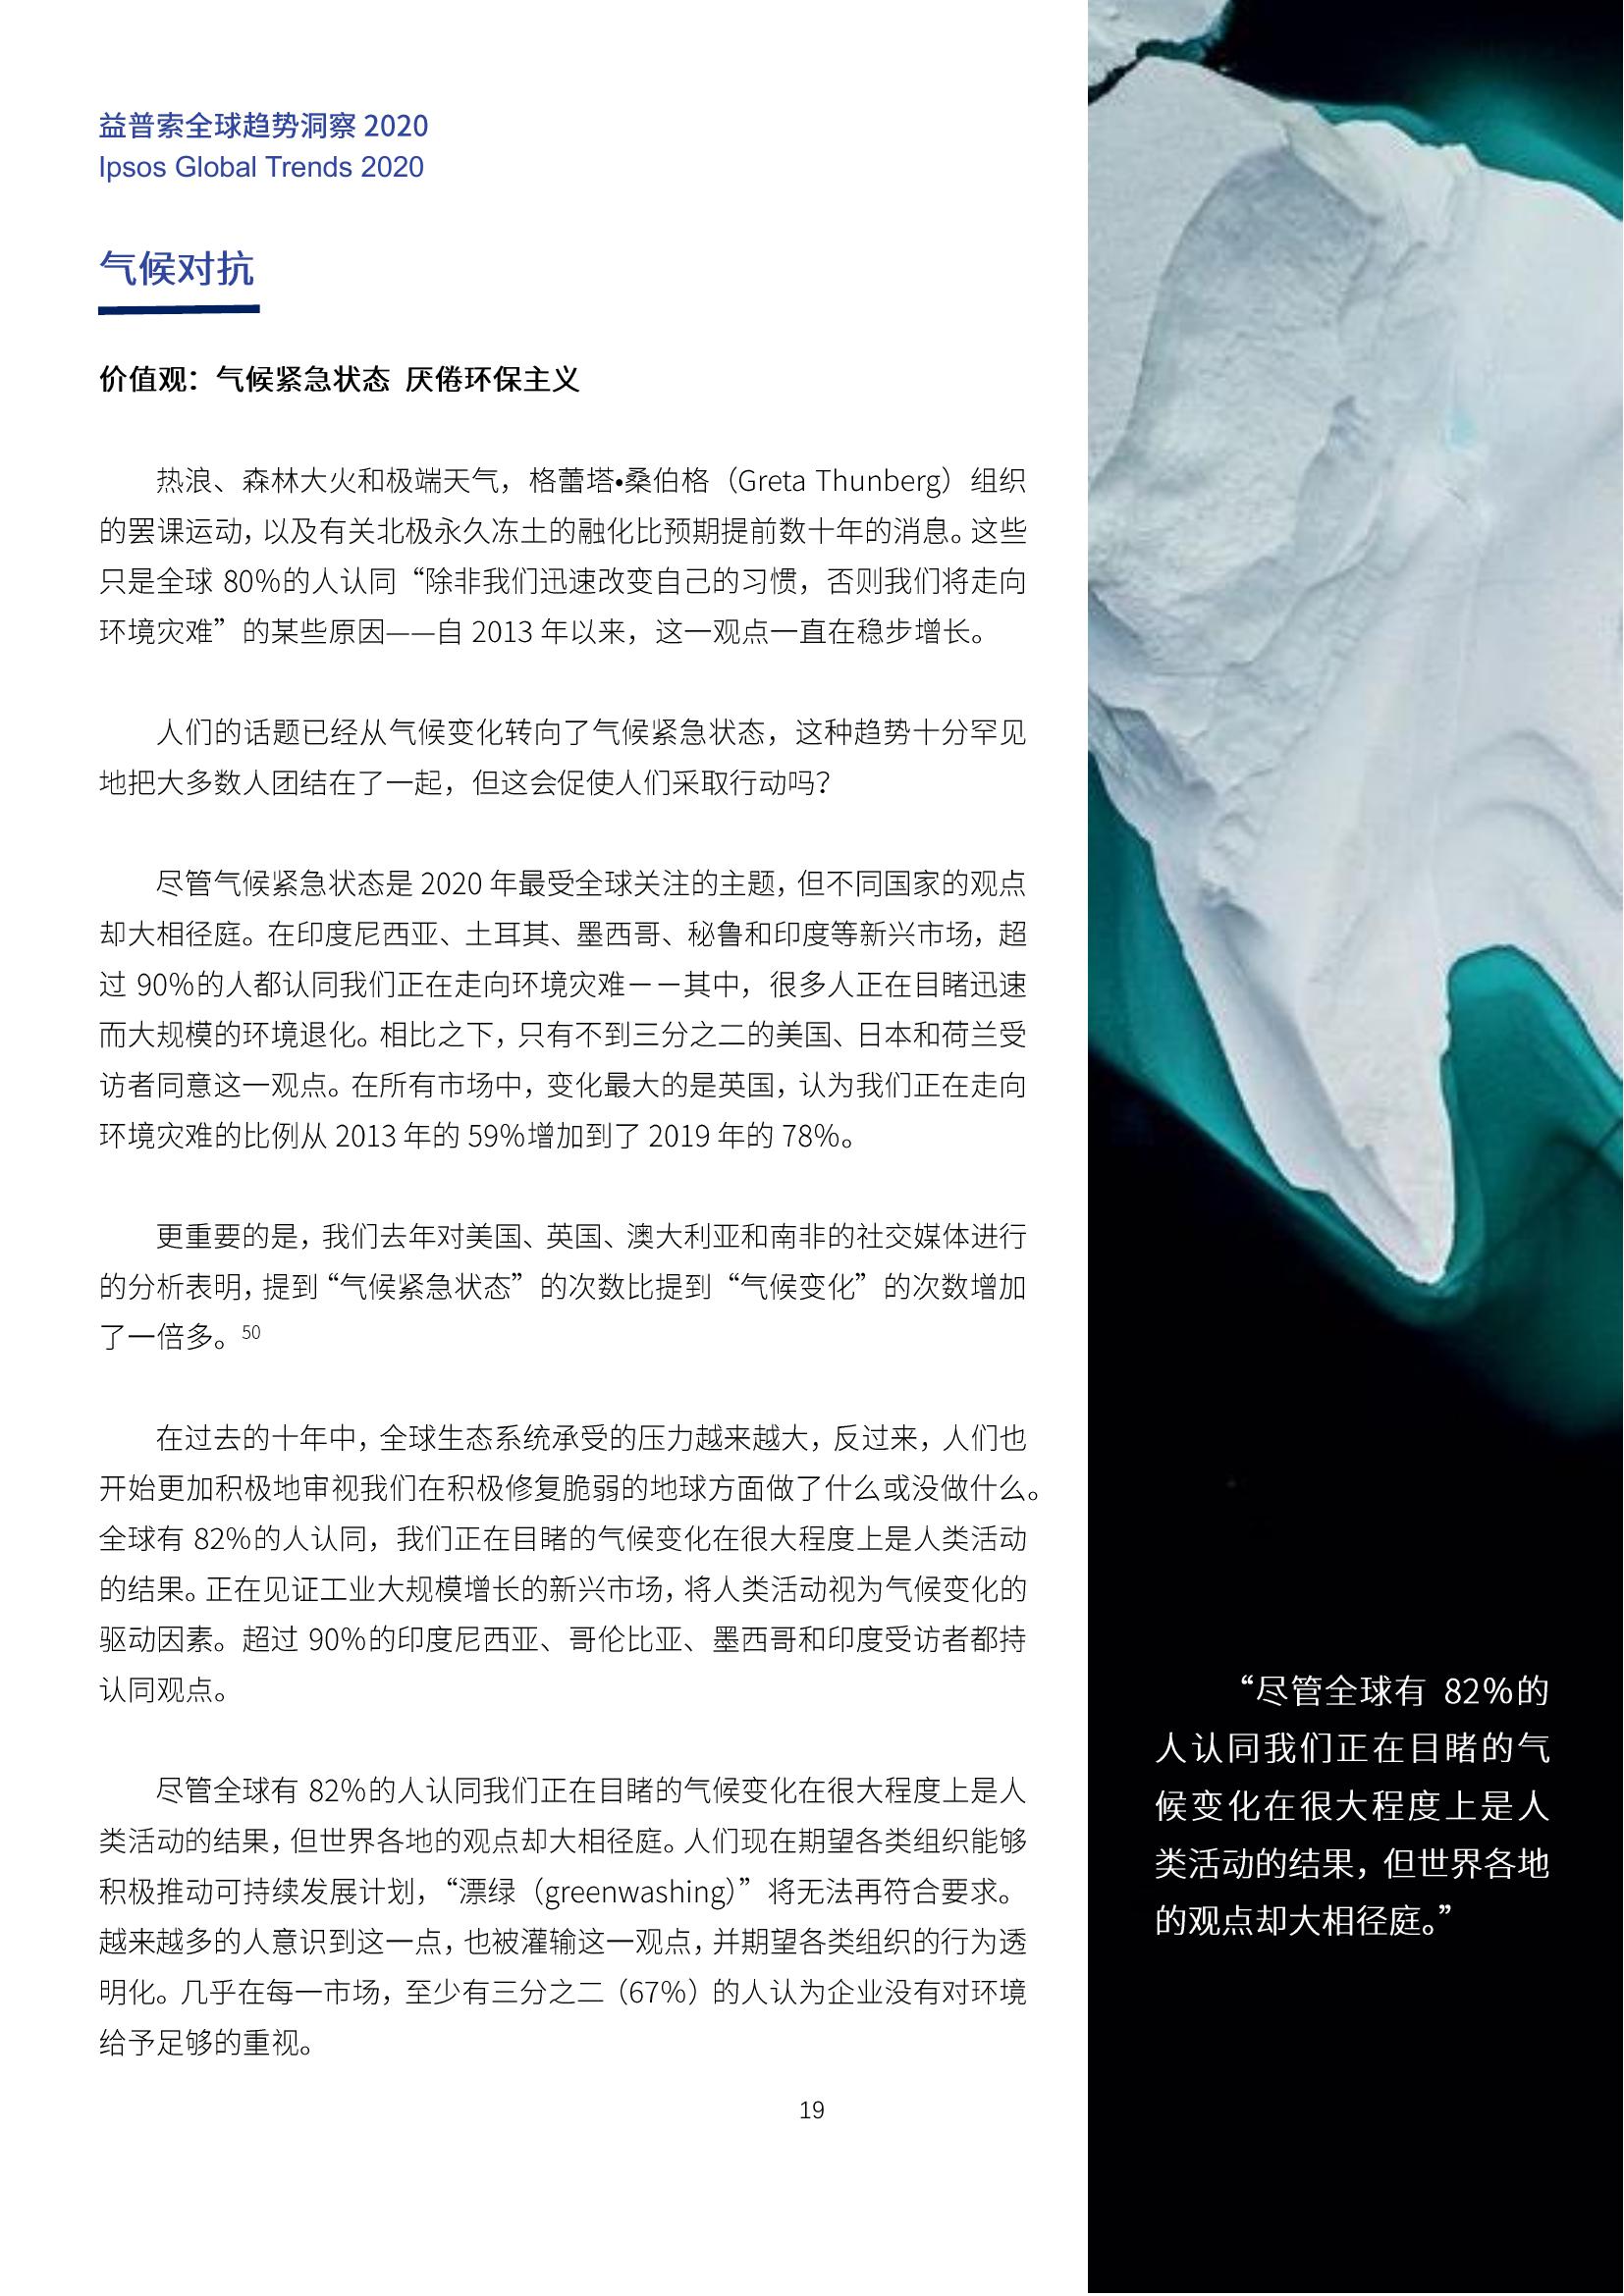 益普索全球趋势洞察 2020
Ipsos Global Trends 2020
气候对抗
价值观：气候紧急状态 厌倦环保主义
热浪、森林大火和极端天气，格蕾塔•桑伯格（Greta Thunberg）组织
的罢课运动，以及有关北极永久冻土的融化比预期提前数十年的消息。这些
只是全球 80%的人认同“除非我们迅速改变自己的习惯，否则我们将走向
环境灾难”的某些原因——自 2013 年以来，这一观点一直在稳步增长。
人们的话题已经从气候变化转向了气候紧急状态，这种趋势十分罕见
地把大多数人团结在了一起，但这会促使人们采取行动吗？
尽管气候紧急状态是 2020 年最受全球关注的主题，但不同国家的观点
却大相径庭。在印度尼西亚、土耳其、墨西哥、秘鲁和印度等新兴市场，超
过 90%的人都认同我们正在走向环境灾难－－其中，很多人正在目睹迅速
而大规模的环境退化。相比之下，只有不到三分之二的美国、日本和荷兰受
访者同意这一观点。在所有市场中，变化最大的是英国，认为我们正在走向
环境灾难的比例从 2013 年的 59%增加到了 2019 年的 78%。
更重要的是，我们去年对美国、英国、澳大利亚和南非的社交媒体进行
的分析表明，提到“气候紧急状态”的次数比提到“气候变化”的次数增加
了一倍多。50
在过去的十年中，全球生态系统承受的压力越来越大，反过来，人们也
开始更加积极地审视我们在积极修复脆弱的地球方面做了什么或没做什么。
全球有 82%的人认同，我们正在目睹的气候变化在很大程度上是人类活动
的结果。正在见证工业大规模增长的新兴市场，将人类活动视为气候变化的
驱动因素。超过 90%的印度尼西亚、哥伦比亚、墨西哥和印度受访者都持
认同观点。
尽管全球有 82%的人认同我们正在目睹的气候变化在很大程度上是人
类活动的结果，但世界各地的观点却大相径庭。人们现在期望各类组织能够
积极推动可持续发展计划，“漂绿（greenwashing）”将无法再符合要求。
越来越多的人意识到这一点，也被灌输这一观点，并期望各类组织的行为透
明化。几乎在每一市场，至少有三分之二（67%）的人认为企业没有对环境
给予足够的重视。
“尽管全球有 82%的
人认同我们正在目睹的气
候变化在很大程度上是人
类活动的结果，但世界各地
的观点却大相径庭。”
19